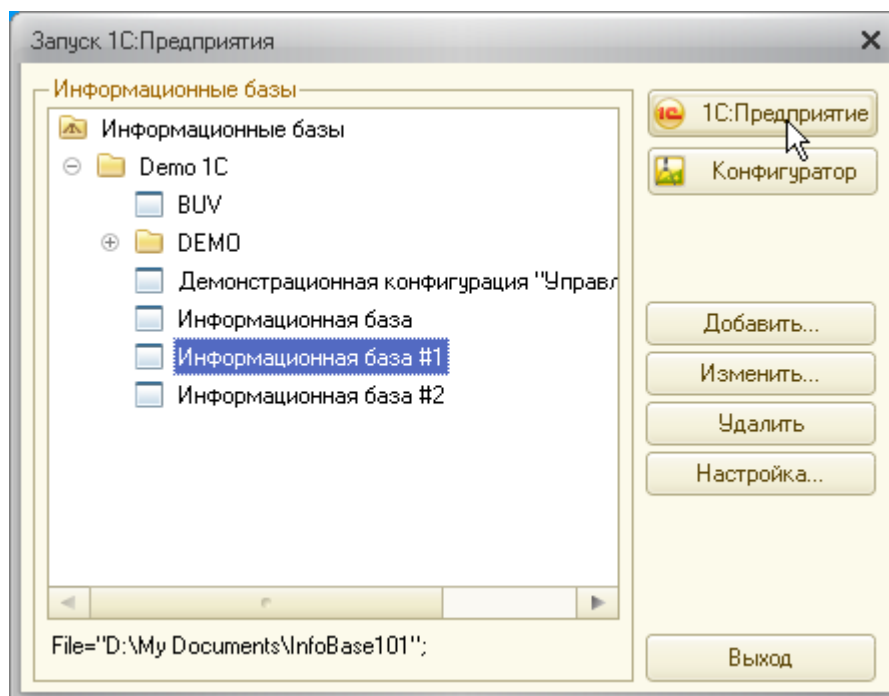 Запуск 1С:Предприятия
Информационные базы
Информационные базы
Demo 1C
BUV
DEMO
Демонстрационная конфигурация "Управл
Информационная база
Информационная база #1
Информационная база #2
File="D:\My Documents\InfoBase101";
1С:Предприятие
Конфигуратор
Добавить...
Изменить...
Удалить
Настройка...
Выход